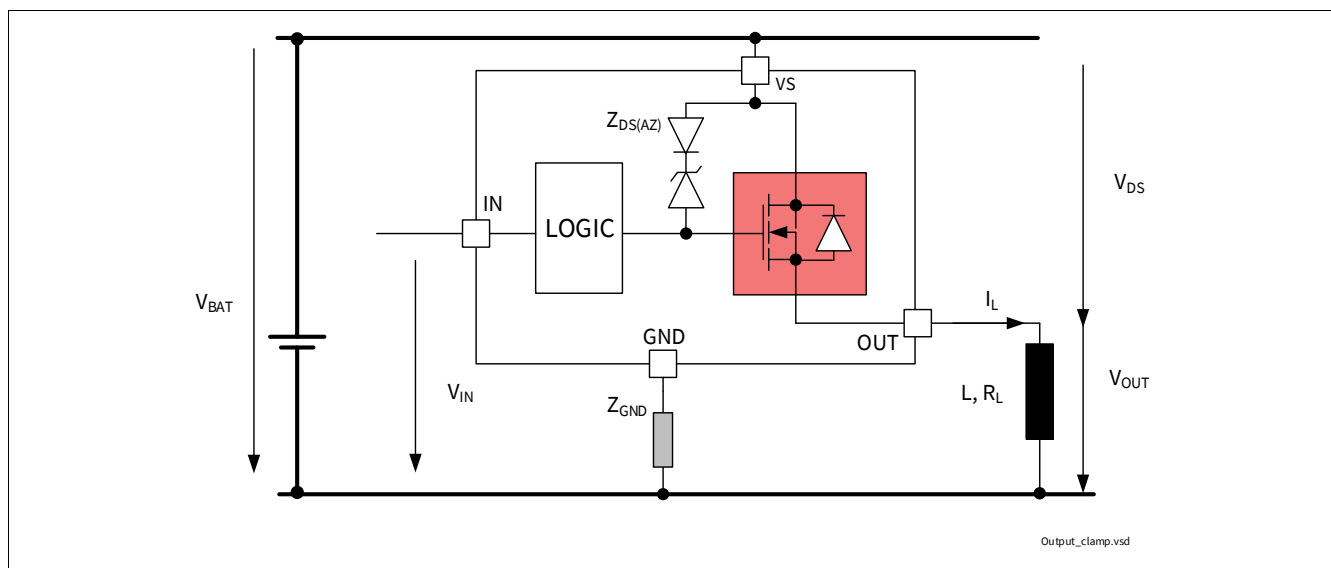 VS
ZDS(AZ)
VDS
IN
LOGIC
VBAT
IL
GND
OUT
VIN
ZGND
L, RL
VOUT
Output_clamp.vsd